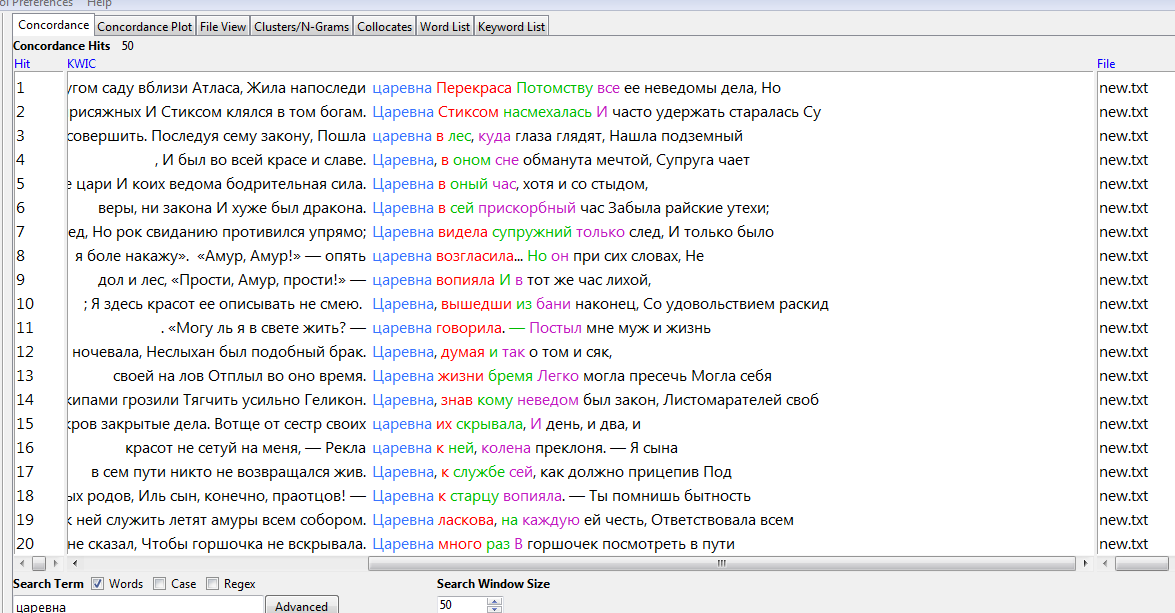 ol Preferences Help
Concordance Concordance Plot File View Clusters/N-Grams Collocates Word List Keyword List
Concordance Hits 50
Hit KWIC File
1 угом саду вблизи Атласа, Жила напоследи царевна Перекраса Потомству все ее неведомы дела, Но new.txt
2 рисяжных И Стиксом клялся в том богам. Царевна Стиксом насмехалась И часто удержать старалась Су new.txt
3 совершить. Последуя сему закону, Пошла царевна в лес, куда глаза глядят, Нашла подземный new.txt
4 , И был во всей красе и славе. Царевна, в оном сне обманута мечтой, Супруга чает new.txt
5 е цари И коих ведома бодрительная сила. Царевна в оный час, хотя и со стыдом, new.txt
6 веры, ни закона И хуже был дракона. Царевна в сей прискорбный час Забыла райские утехи; new.txt
7 ед, Но рок свиданию противился упрямо; Царевна видела супружний только след, И только было new.txt
8 я боле накажу». «Амур, Амур!» — опять царевна возгласила... Но он при сих словах, Не new.txt
9 дол и лес, «Прости, Амур, прости!» — царевна вопияла И в тот же час лихой, new.txt
10 ; Я здесь красот ее описывать не смею. Царевна, вышедши из бани наконец, Со удовольствием раскид new.txt
11 . «Могу ль я в свете жить? — царевна говорила. — Постыл мне муж и жизнь new.txt
12 ночевала, Неслыхан был подобный брак. Царевна, думая и так о том и сяк, new.txt
13 своей на лов Отплыл во оно время. Царевна жизни бремя Легко могла пресечь Могла себя new.txt
14 кипами грозили Тягчить усильно Геликон. Царевна, знав кому неведом был закон, Листомарателей своб new.txt
15 кров закрытые дела. Вотще от сестр своих царевна их скрывала, И день, и два, и new.txt
16 красот не сетуй на меня, — Рекла царевна к ней, колена преклоня. — Я сына new.txt
17 в сем пути никто не возвращался жив. Царевна, к службе сей, как должно прицепив Под new.txt
18 ых родов, Иль сын, конечно, праотцов! — Царевна к старцу вопияла. — Ты помнишь бытность new.txt
19 к ней служить летят амуры всем собором. Царевна ласкова, на каждую ей честь, Ответствовала всем new.txt
20 не сказал, Чтобы горшочка не вскрывала. Царевна много раз В горшочек посмотреть в пути new.txt
Search Term Words Case Regex Search Window Size
царевна Advanced 50